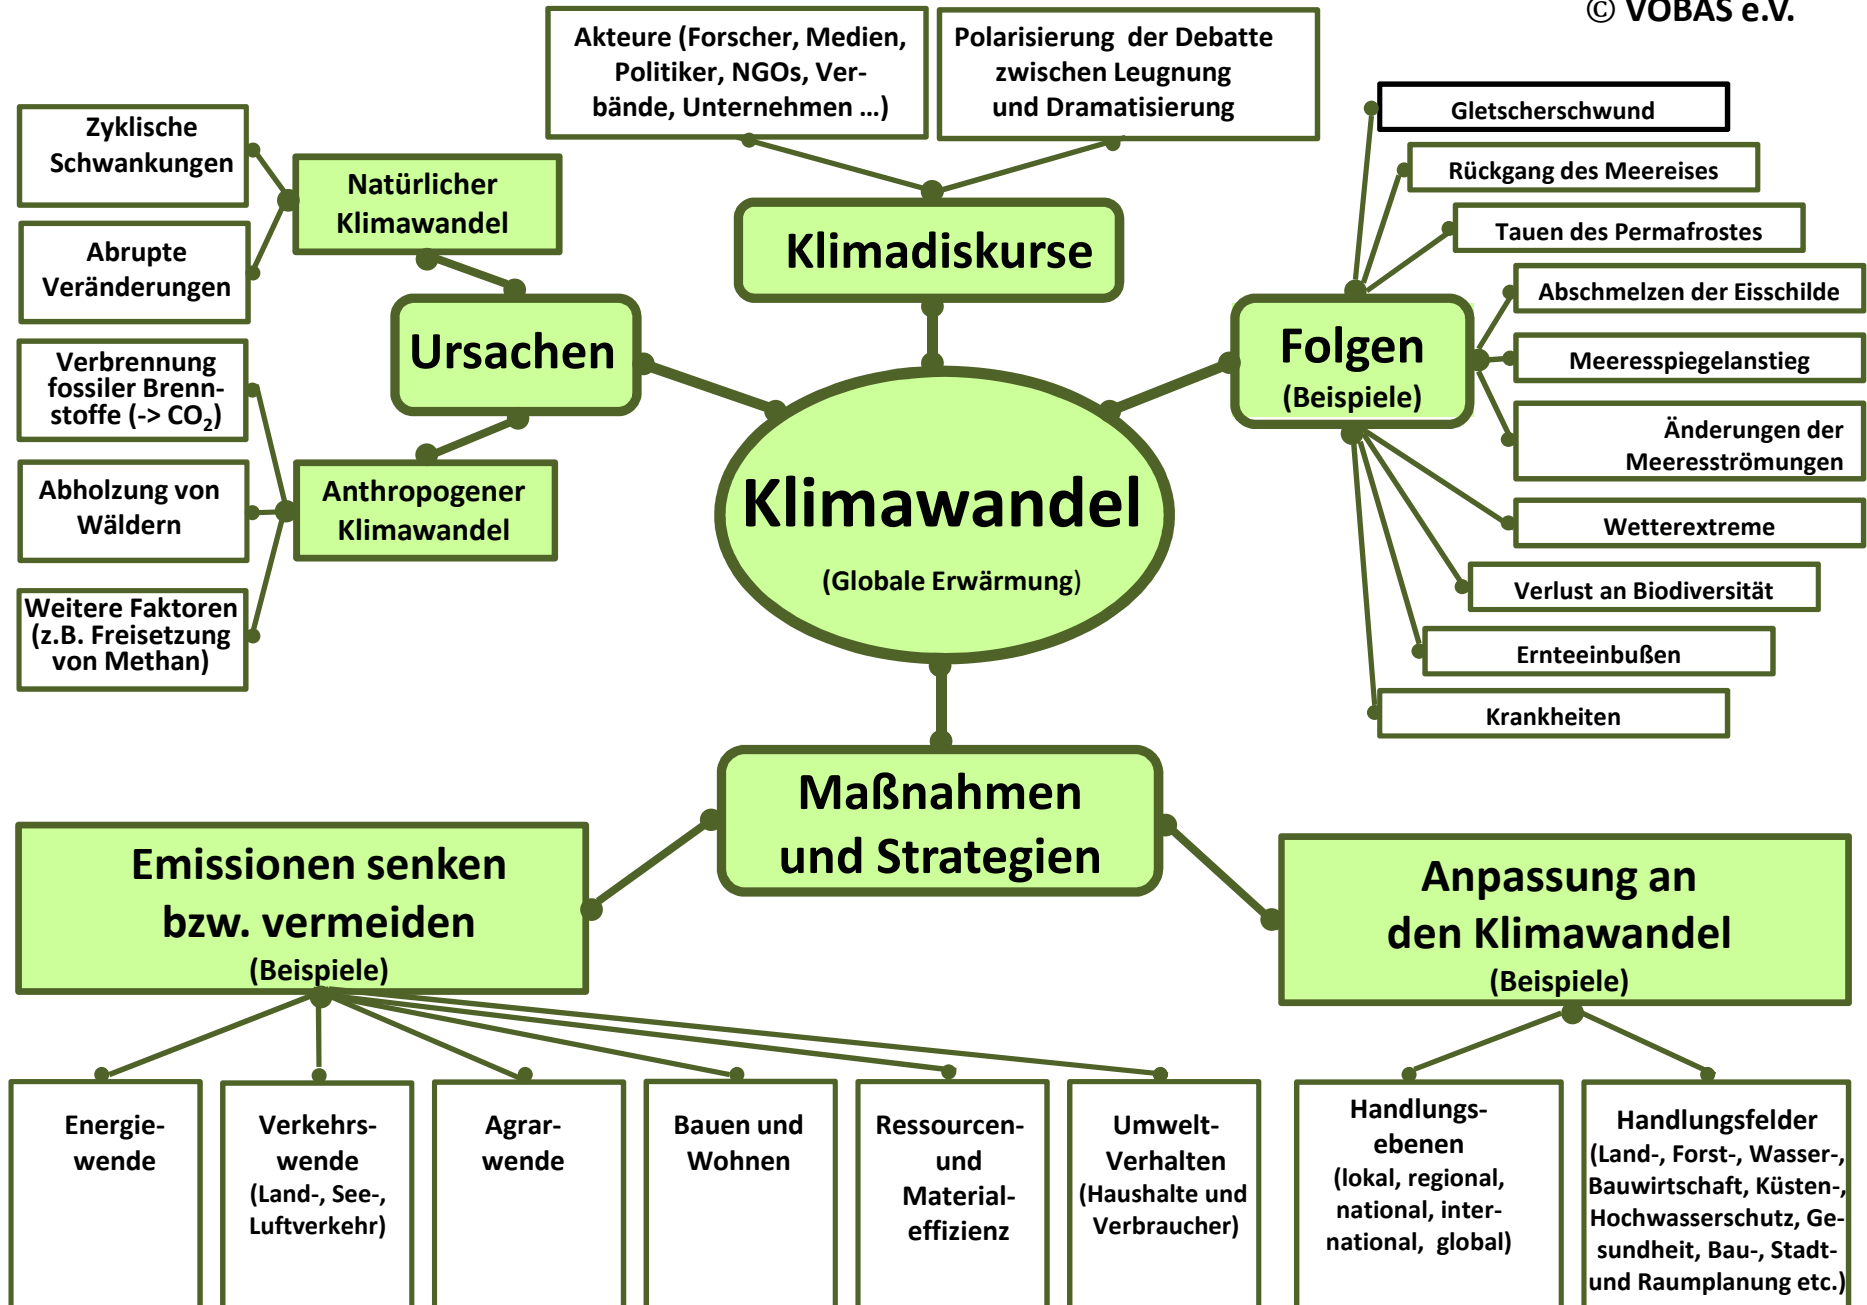 © VOBAS e.V.
Akteure (Forscher, Medien,
Politiker, NGOs, Ver-
bände, Unternehmen ...)
Polarisierung der Debatte
zwischen Leugnung
und Dramatisierung
Klimadiskurse
Zyklische
Schwankungen
Abrupte
Veränderungen
Natürlicher
Klimawandel
Ursachen
Verbrennung
fossiler Brenn-
stoffe (-> CO₂)
Abholzung von
Wäldern
Weitere Faktoren
(z.B. Freisetzung
von Methan)
Anthropogener
Klimawandel
Klimawandel
(Globale Erwärmung)
Folgen
(Beispiele)
Gletscherschwund
Rückgang des Meereises
Tauen des Permafrostes
Abschmelzen der Eisschilde
Meeresspiegelanstieg
Änderungen der
Meeresströmungen
Wetterextreme
Verlust an Biodiversität
Ernteeinbußen
Krankheiten
Maßnahmen
und Strategien
Emissionen senken
bzw. vermeiden
(Beispiele)
Energie-
wende
Verkehrs-
wende
(Land-, See-,
Luftverkehr)
Agrar-
wende
Bauen und
Wohnen
Ressourcen-
und
Material-
effizienz
Umwelt-
Verhalten
(Haushalte und
Verbraucher)
Anpassung an
den Klimawandel
(Beispiele)
Handlungs-
ebenen
(lokal, regional,
national, inter-
national, global)
Handlungsfelder
(Land-, Forst-, Wasser-,
Bauwirtschaft, Küsten-,
Hochwasserschutz, Ge-
sundheit, Bau-, Stadt-
und Raumplanung etc.)